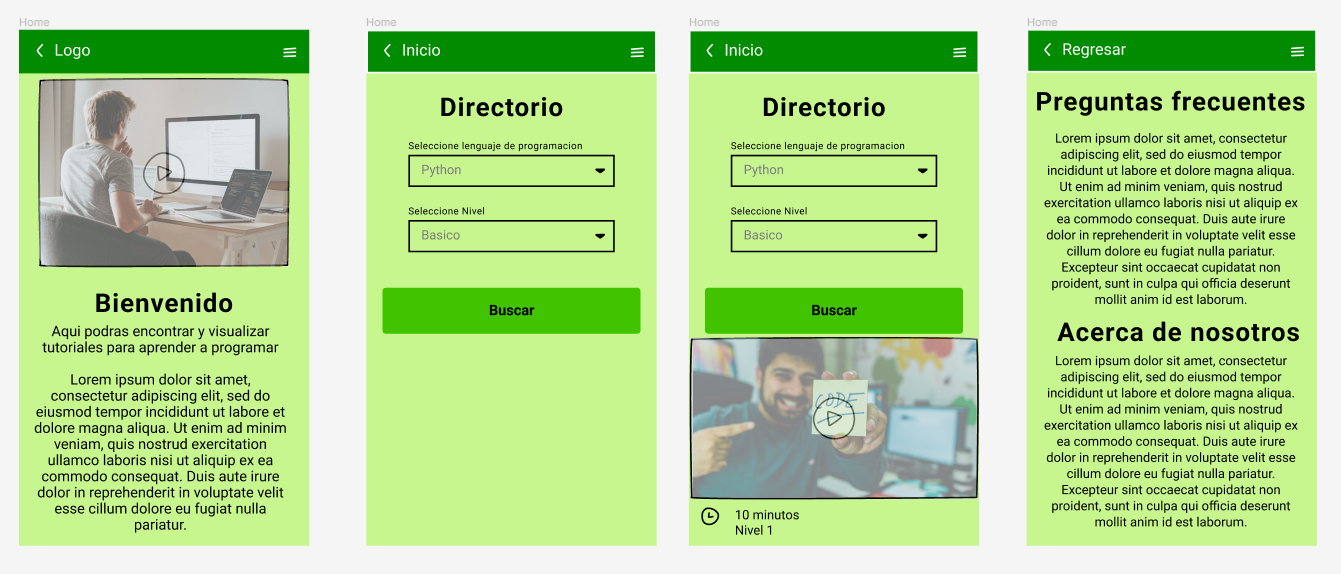 Home
Logo
Bienvenido
Aqui podras encontrar y visualizar
tutoriales para aprender a programar
Lorem ipsum dolor sit amet,
consectetur adipiscing elit, sed do
eiusmod tempor incididunt ut labore et
dolore magna aliqua. Ut enim ad minim
veniam, quis nostrud exercitation
ullamco laboris nisi ut aliquip ex ea
commodo consequat. Duis aute irure
dolor in reprehenderit in voluptate velit
esse cillum dolore eu fugiat nulla
pariatur.
Home
Inicio
Directorio
Seleccione lenguaje de programacion
Python
Seleccione Nivel
Basico
Buscar
Home
Inicio
Directorio
Seleccione lenguaje de programacion
Python
Seleccione Nivel
Basico
Buscar
CODE
10 minutos
Nivel 1
Home
Regresar
Preguntas frecuentes
Lorem ipsum dolor sit amet, consectetur
adipiscing elit, sed do eiusmod tempor
incididunt ut labore et dolore magna aliqua.
Ut enim ad minim veniam, quis nostrud
exercitation ullamco laboris nisi ut aliquip ex
ea commodo consequat. Duis aute irure
dolor in reprehenderit in voluptate velit esse
cillum dolore eu fugiat nulla pariatur.
Excepteur sint occaecat cupidatat non
proident, sunt in culpa qui officia deserunt
mollit anim id est laborum.
Acerca de nosotros
Lorem ipsum dolor sit amet, consectetur
adipiscing elit, sed do eiusmod tempor
incididunt ut labore et dolore magna aliqua.
Ut enim ad minim veniam, quis nostrud
exercitation ullamco laboris nisi ut aliquip ex
ea commodo consequat. Duis aute irure
dolor in reprehenderit in voluptate velit esse
cillum dolore eu fugiat nulla pariatur.
Excepteur sint occaecat cupidatat non
proident, sunt in culpa qui officia deserunt
mollit anim id est laborum.